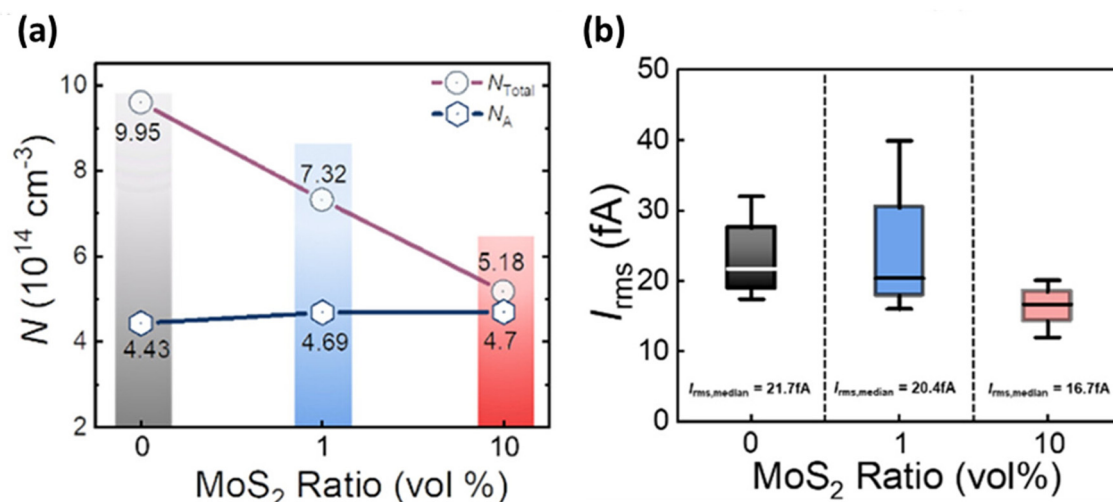 (a)
N_Total
N_A
N (10^14 cm^-3)
10
8
6
4
2
9.95
7.32
5.18
4.43
4.69
4.7
0
1
10
MoS_2 Ratio (vol %)
(b)
I_rms (fA)
50
40
30
20
10
0
I_rms,median = 21.7fA
I_rms,median = 20.4fA
I_rms,median = 16.7fA
0
1
10
MoS_2 Ratio (vol%)